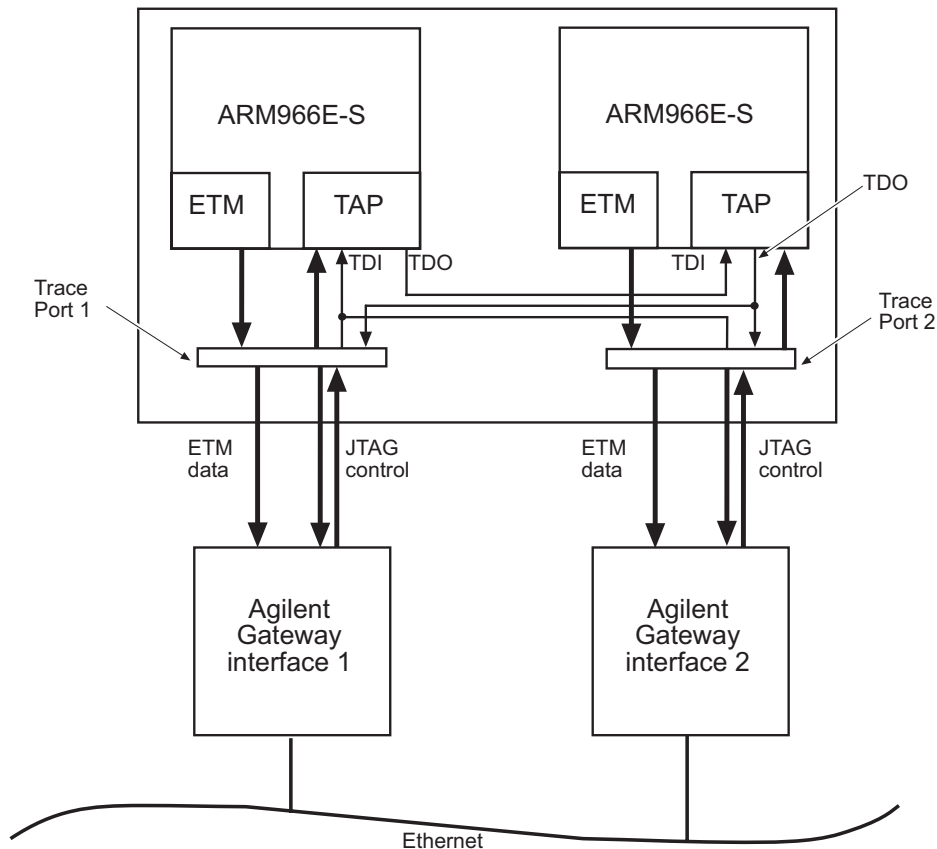 ARM966E-S
ARM966E-S
ETM
TAP
ETM
TAP
TDO
TDI
TDO
TDI
Trace
Port 1
Trace
Port 2
ETM
data
JTAG
control
ETM
data
JTAG
control
Agilent
Gateway
interface 1
Agilent
Gateway
interface 2
Ethernet